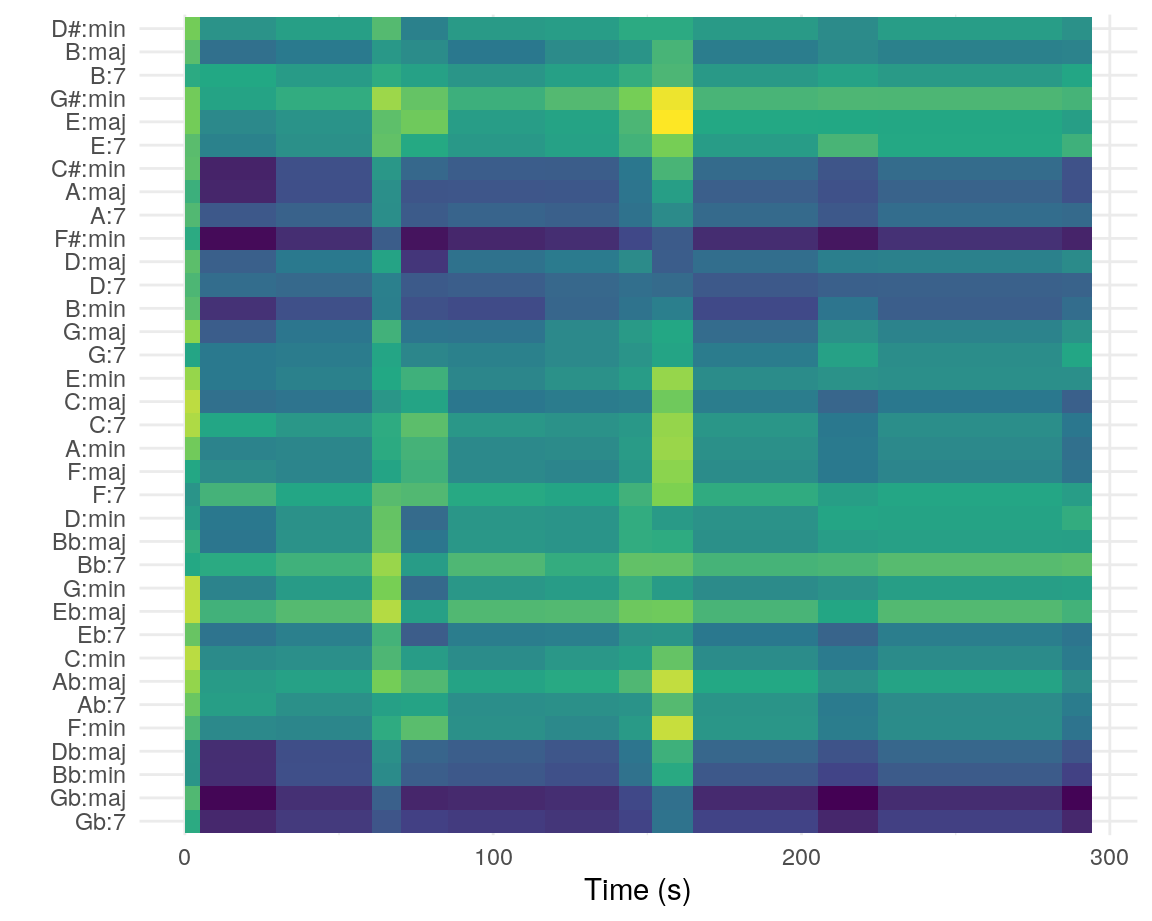 D#:min
B:maj
B:7
G#:min
E:maj
E:7
C#:min
A:maj
A:7
F#:min
D:maj
D:7
B:min
G:maj
G:7
E:min
C:maj
C:7
A:min
F:maj
F:7
D:min
Bb:maj
Bb:7
G:min
Eb:maj
Eb:7
C:min
Ab:maj
Ab:7
F:min
Db:maj
Bb:min
Gb:maj
Gb:7
0 100 200 300
Time (s)